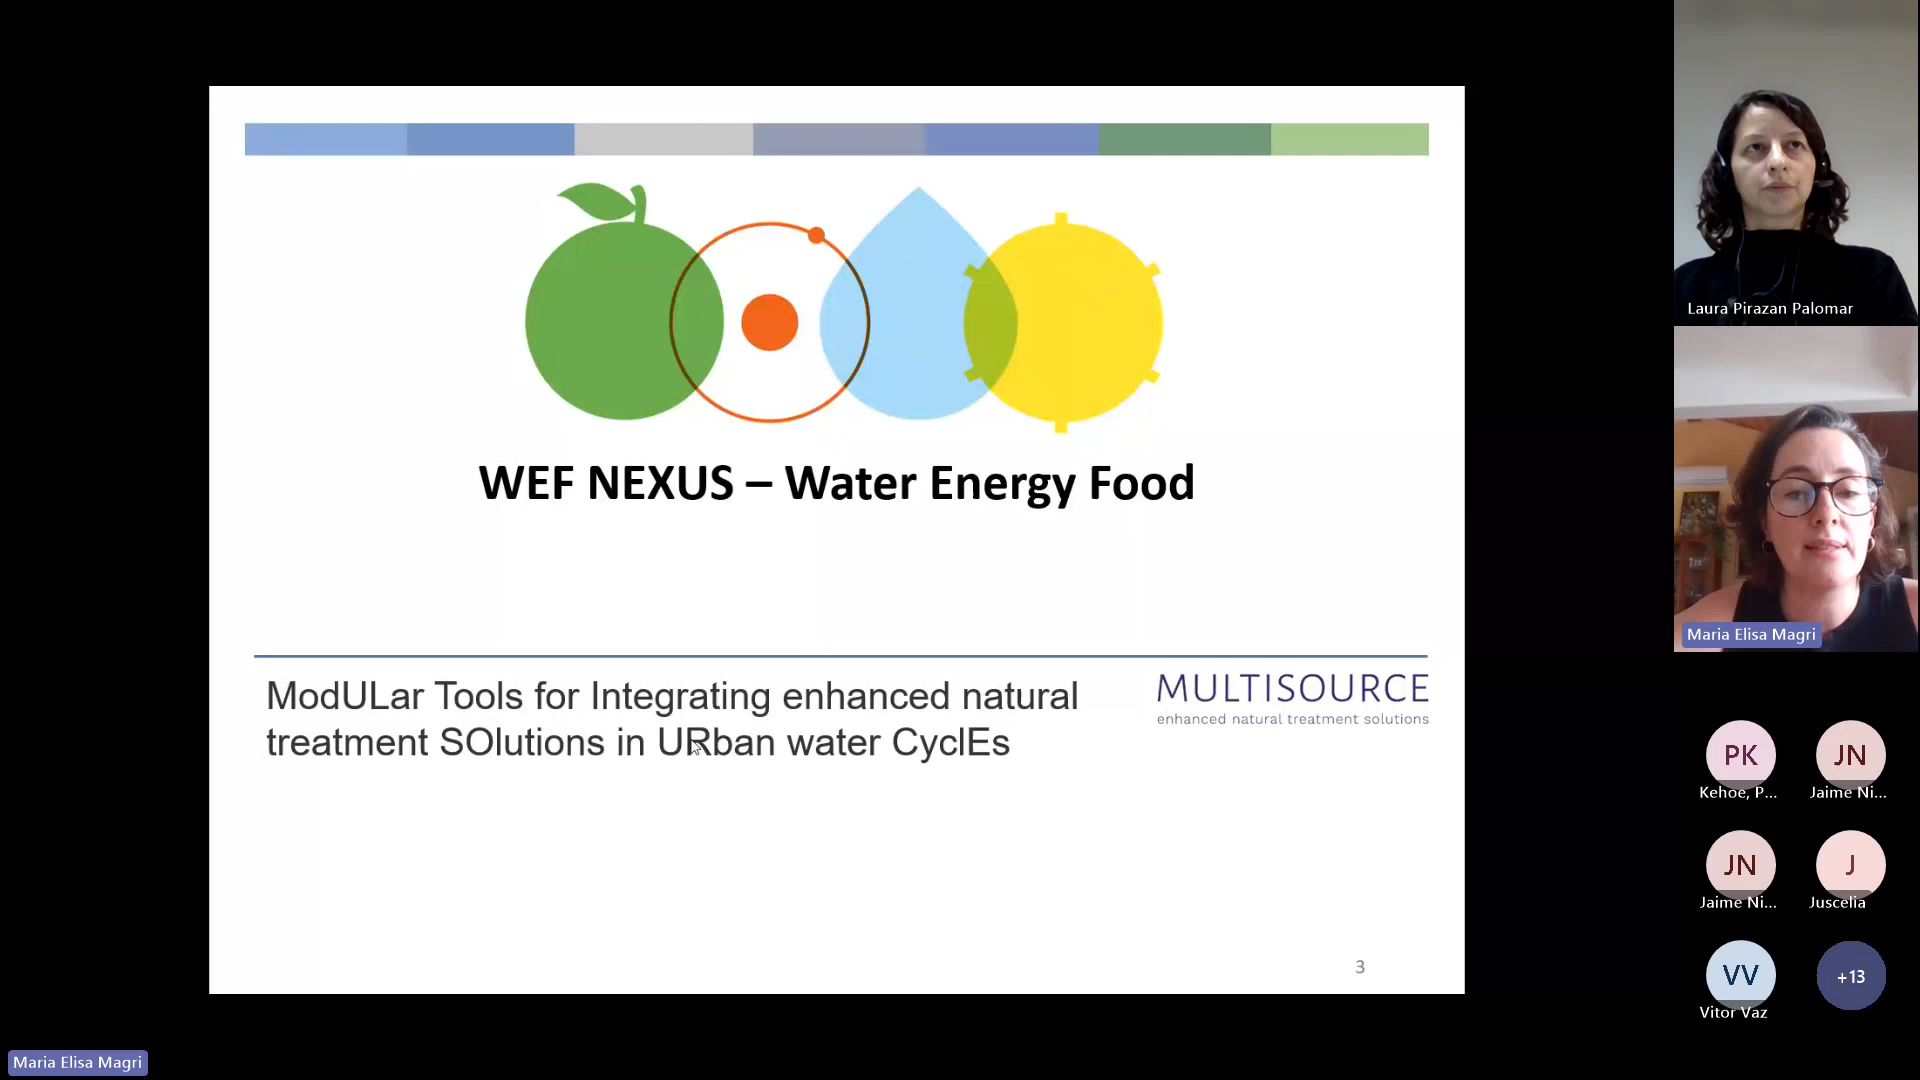 WEF NEXUS – Water Energy Food
ModULar Tools for Integrating enhanced natural
treatment SOlutions in URban water CyclEs
MULTISOURCE
enhanced natural treatment solutions
3
Laura Pirazan Palomar
Maria Elisa Magri
PK
Kehoe, P...
JN
Jaime Ni...
JN
Jaime Ni...
J
Juscelia
VV
Vitor Vaz
+13
Maria Elisa Magri